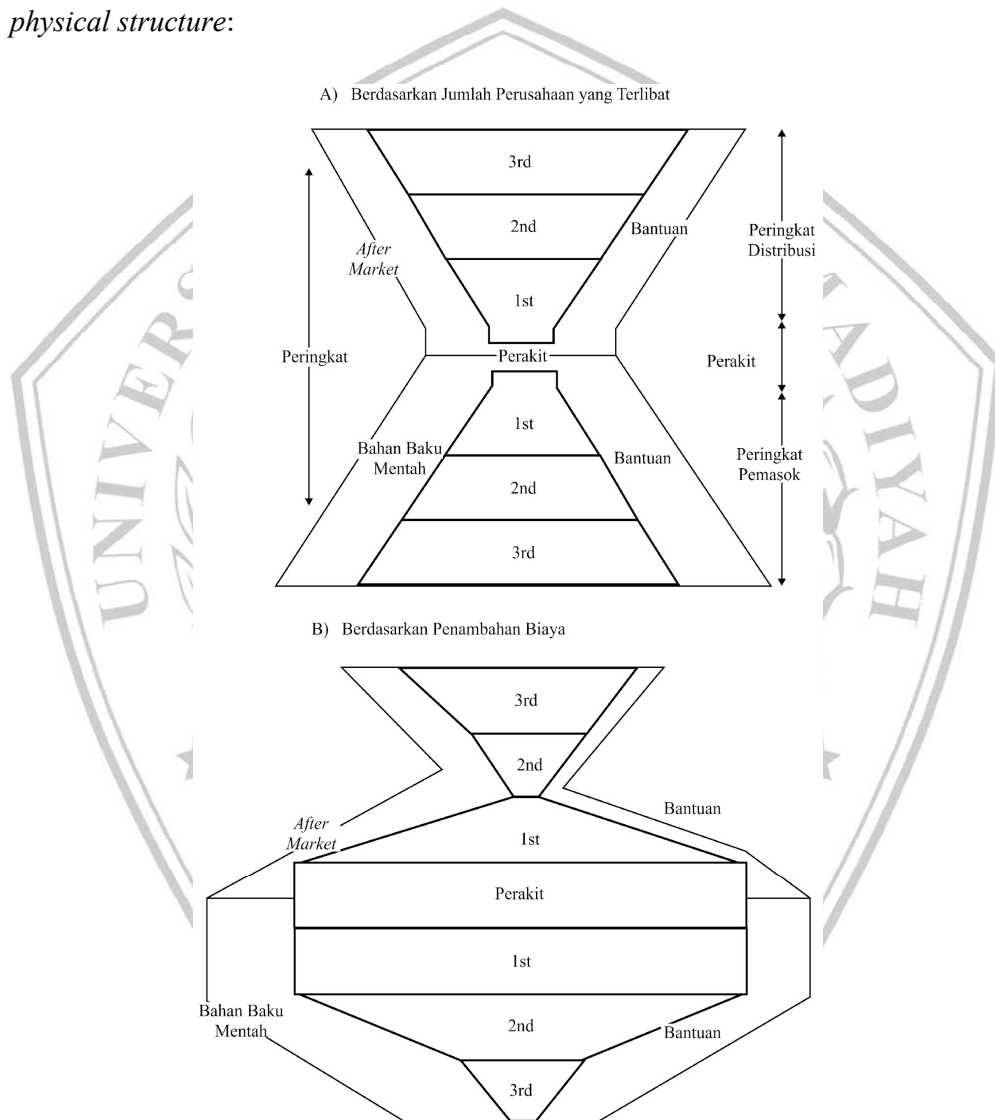 physical structure:
A) Berdasarkan Jumlah Perusahaan yang Terlibat
3rd
2nd
1st
After
Market
Bantuan
Peringkat
Distribusi
Peringkat
Perakit
Perakit
1st
2nd
3rd
Bahan Baku
Mentah
Bantuan
Peringkat
Pemasok
B) Berdasarkan Penambahan Biaya
3rd
2nd
1st
After
Market
Bantuan
Perakit
1st
2nd
3rd
Bahan Baku
Mentah
Bantuan